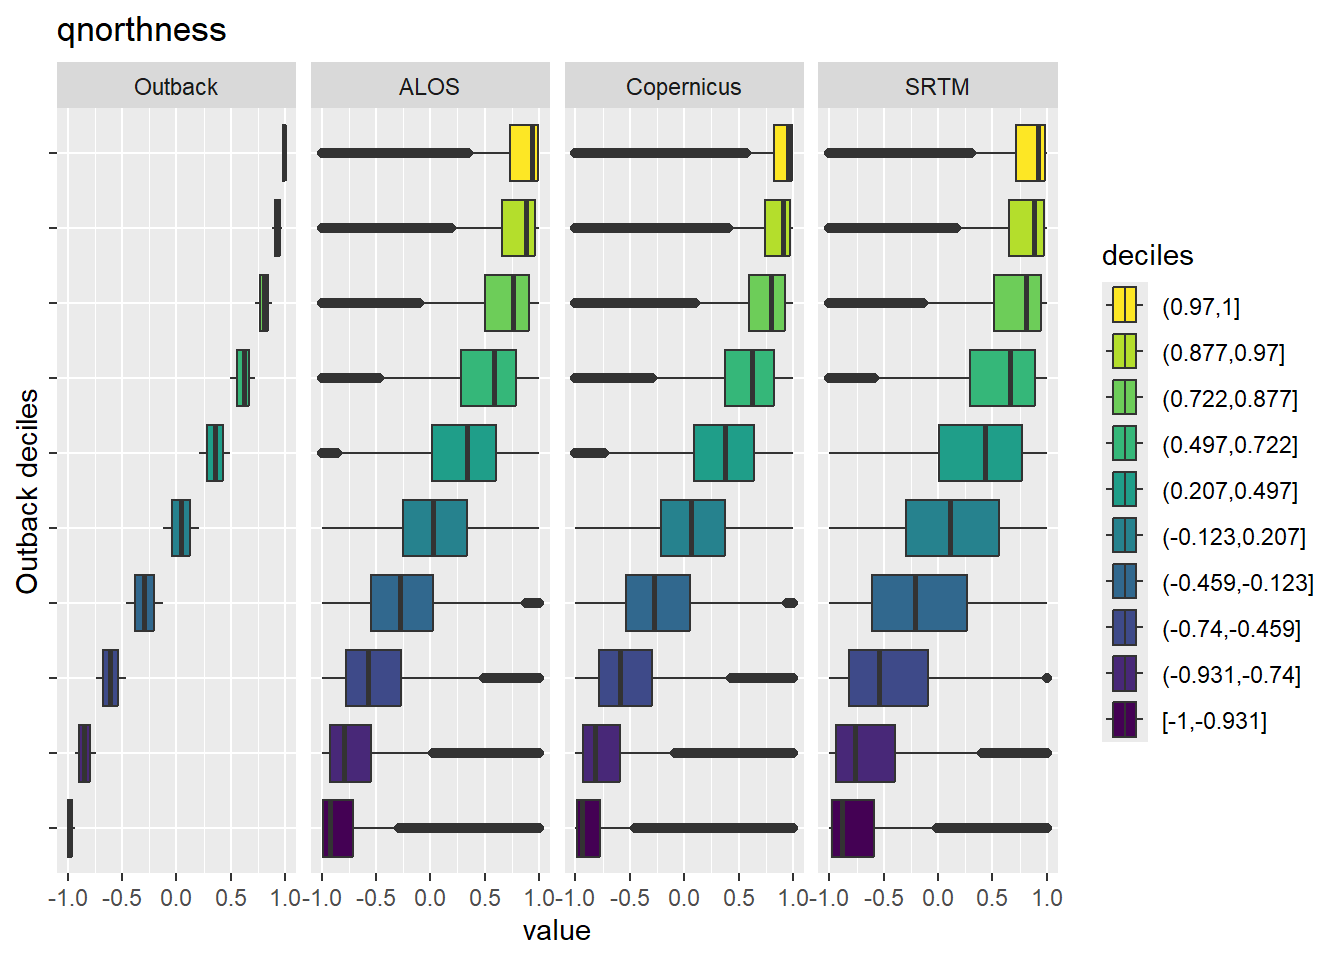 qnorthness
Outback ALOS Copernicus SRTM
Outback deciles
-1.0 -0.5 0.0 0.5 1.0 -1.0 -0.5 0.0 0.5 1.0 -1.0 -0.5 0.0 0.5 1.0 -1.0 -0.5 0.0 0.5 1.0
value
deciles
(0.97,1]
(0.877,0.97]
(0.722,0.877]
(0.497,0.722]
(0.207,0.497]
(-0.123,0.207]
(-0.459,-0.123]
(-0.74,-0.459]
(-0.931,-0.74]
[-1,-0.931]